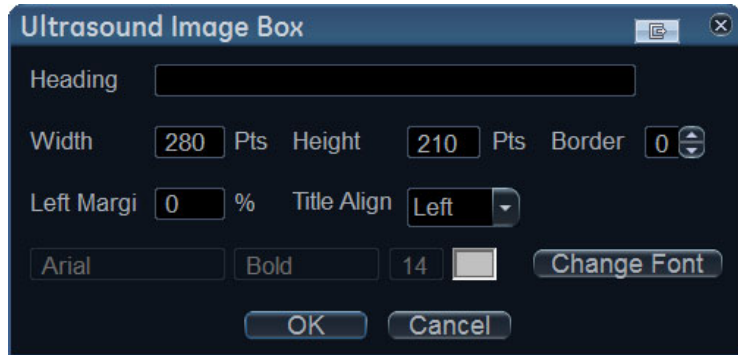 Ultrasound Image Box
Heading
Width 280 Pts Height 210 Pts Border 0
Left Margi 0 % Title Align Left
Arial Bold 14 Change Font
OK Cancel